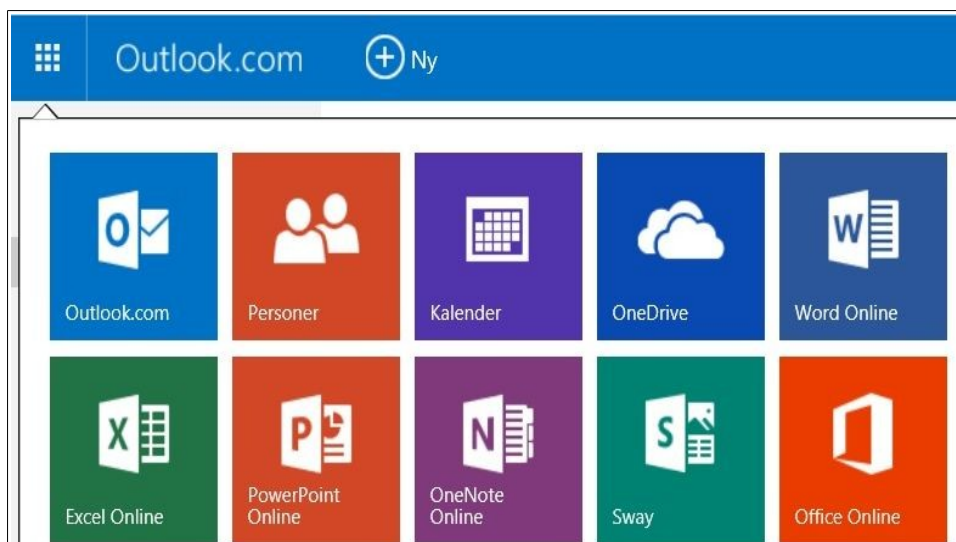 Outlook.com
Ny
Outlook.com
Personer
Kalender
OneDrive
Word Online
Excel Online
PowerPoint
Online
OneNote
Online
Sway
Office Online